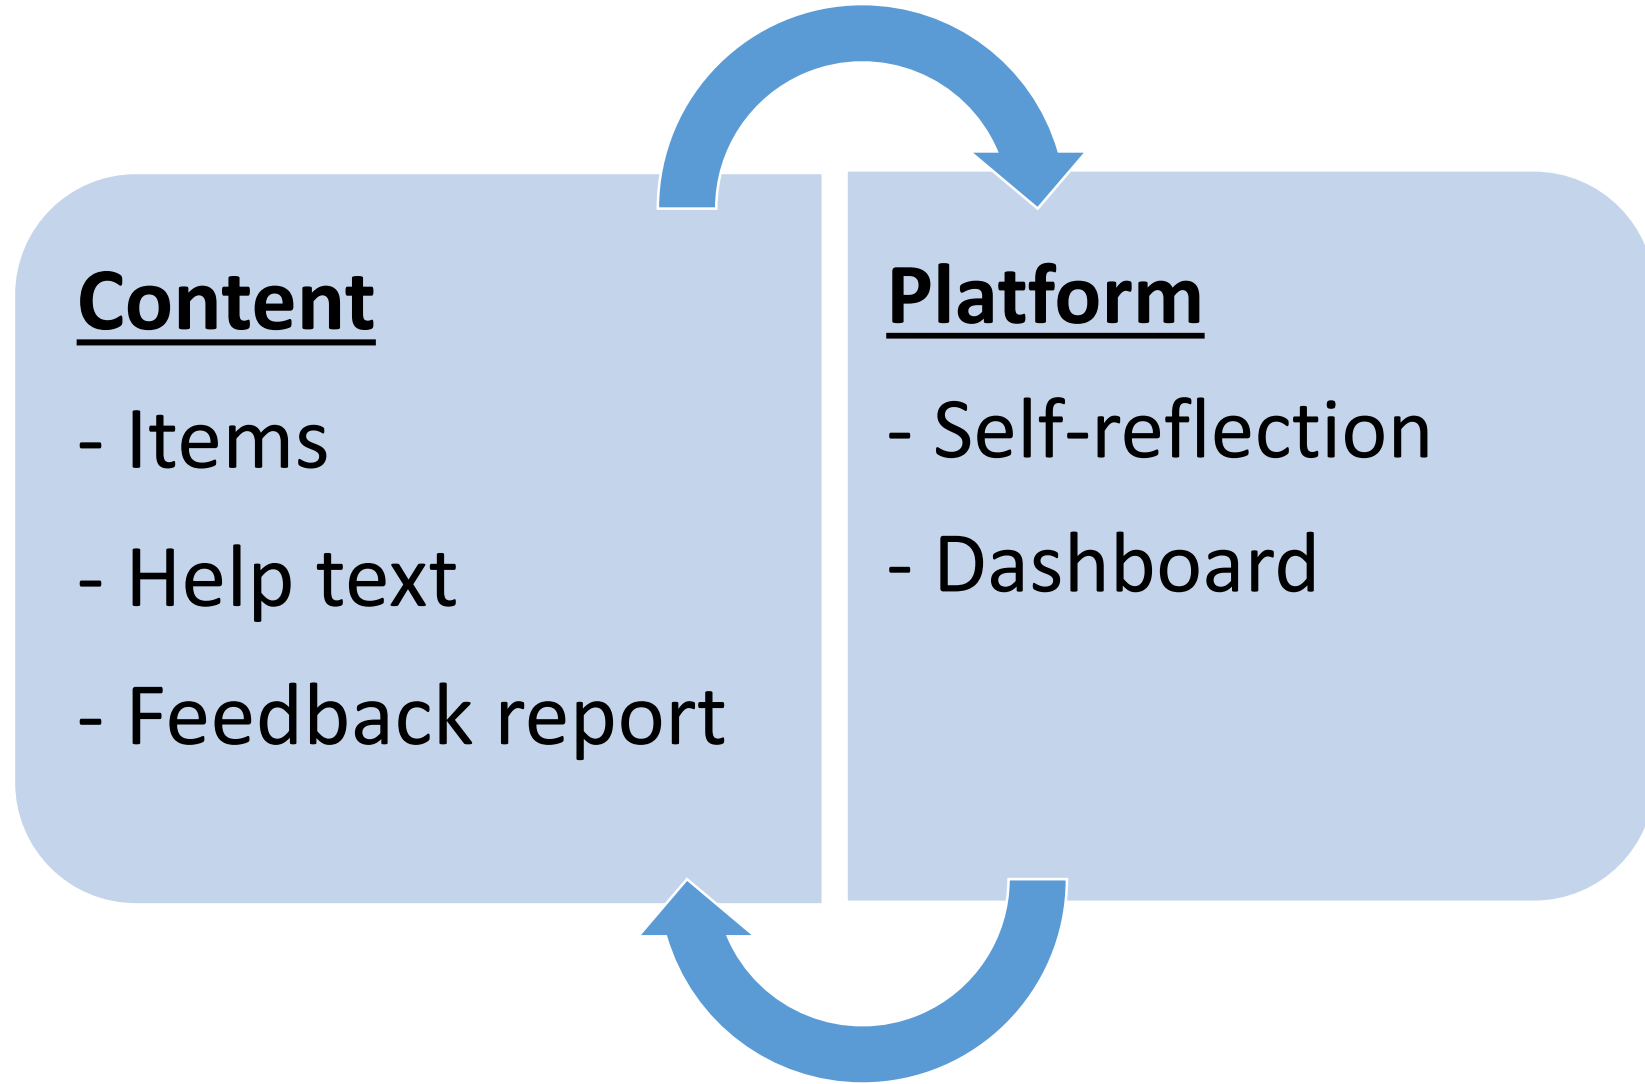 Content
- Items
- Help text
- Feedback report
Platform
- Self-reflection
- Dashboard